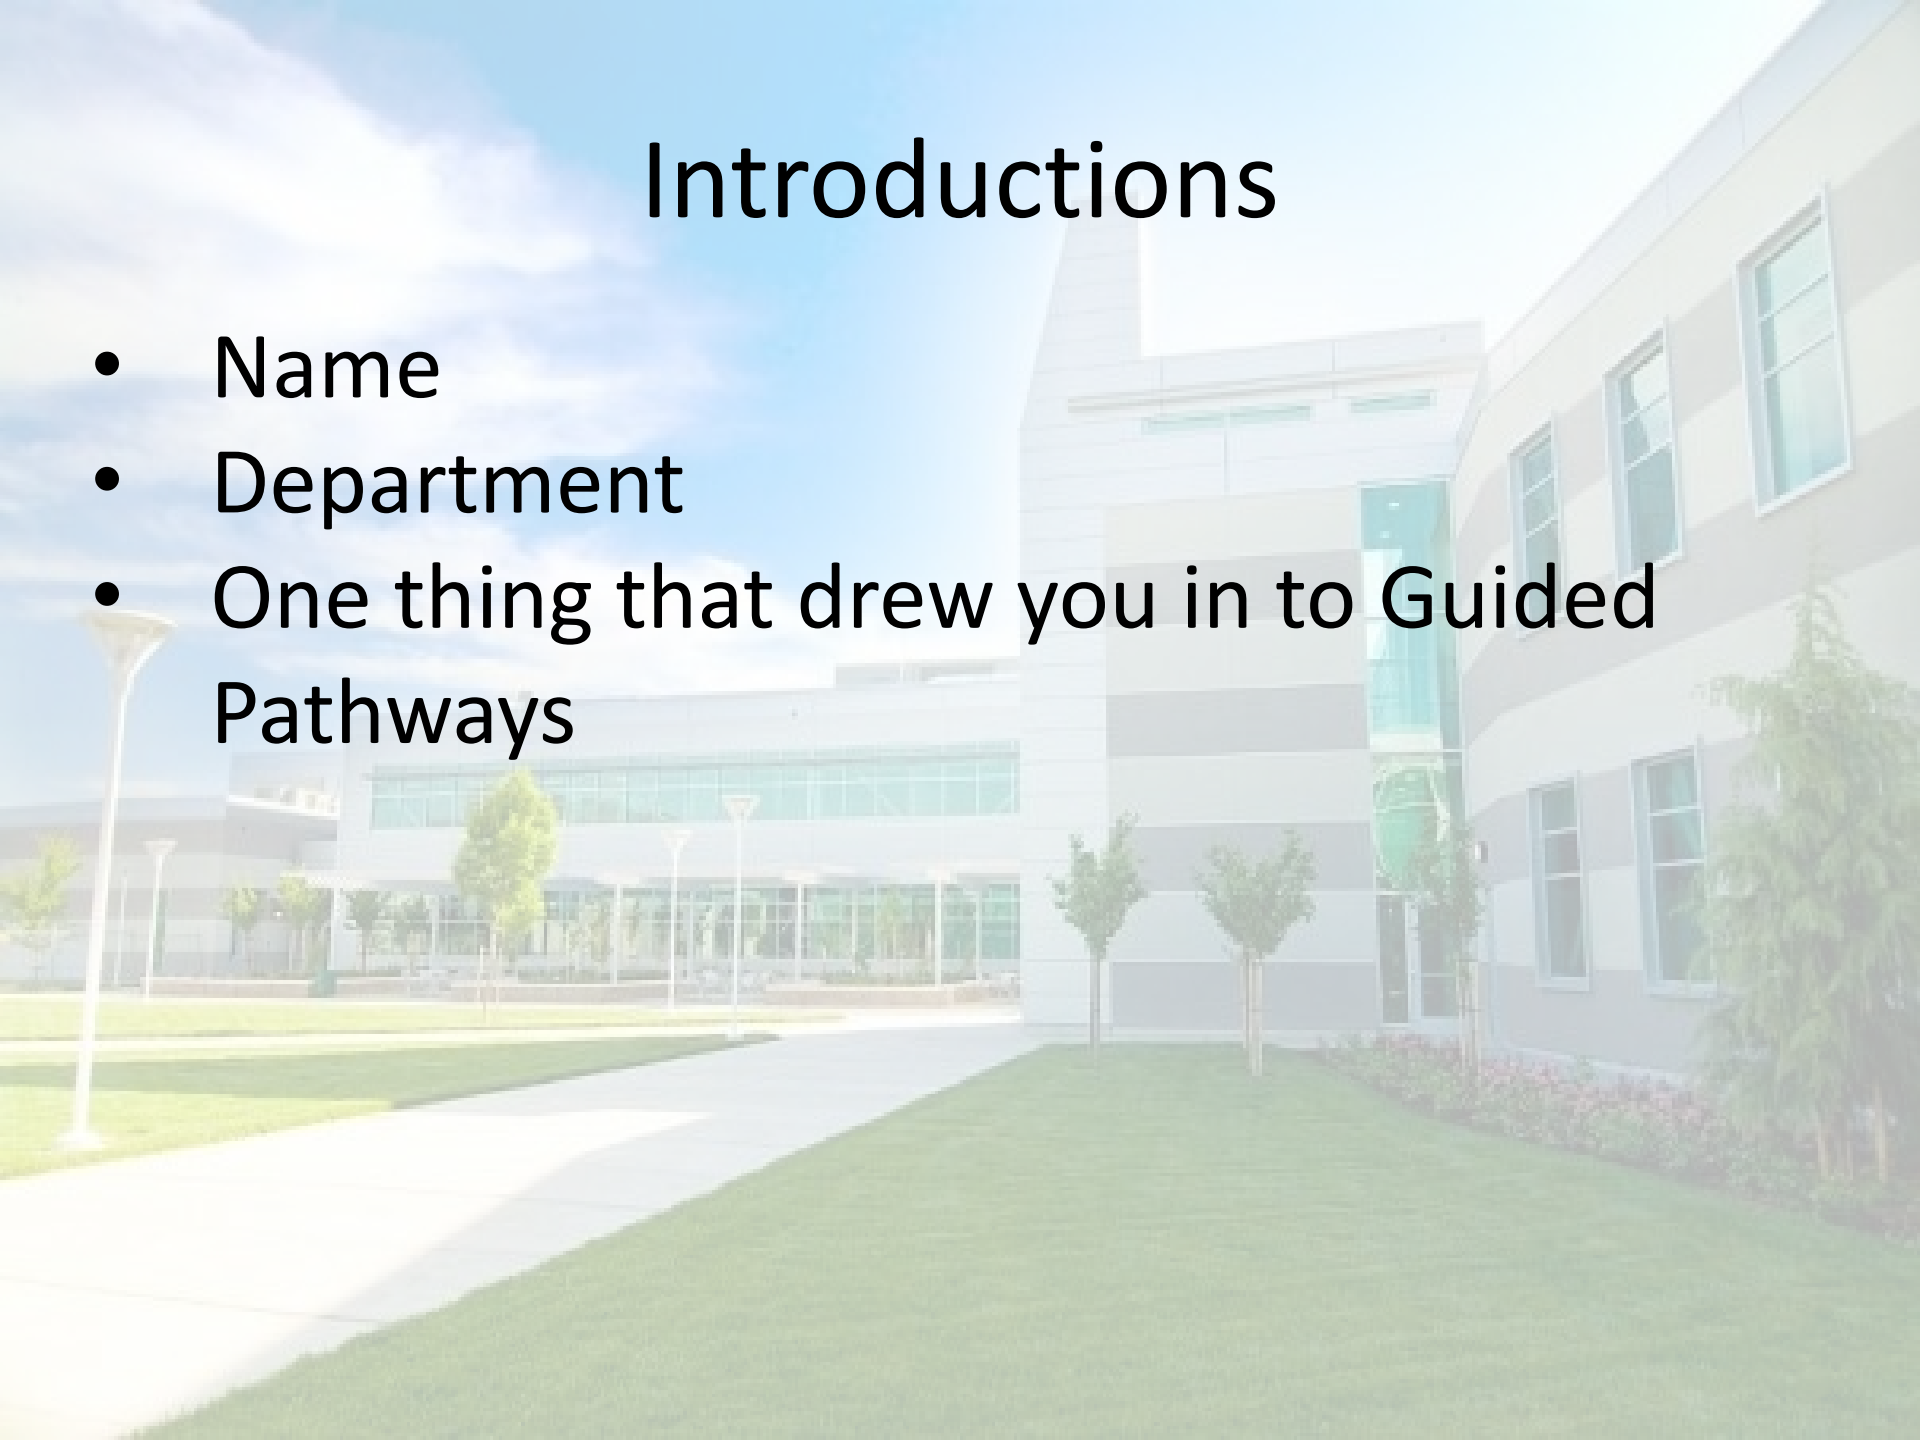 Introductions
• Name
• Department
• One thing that drew you in to Guided
Pathways